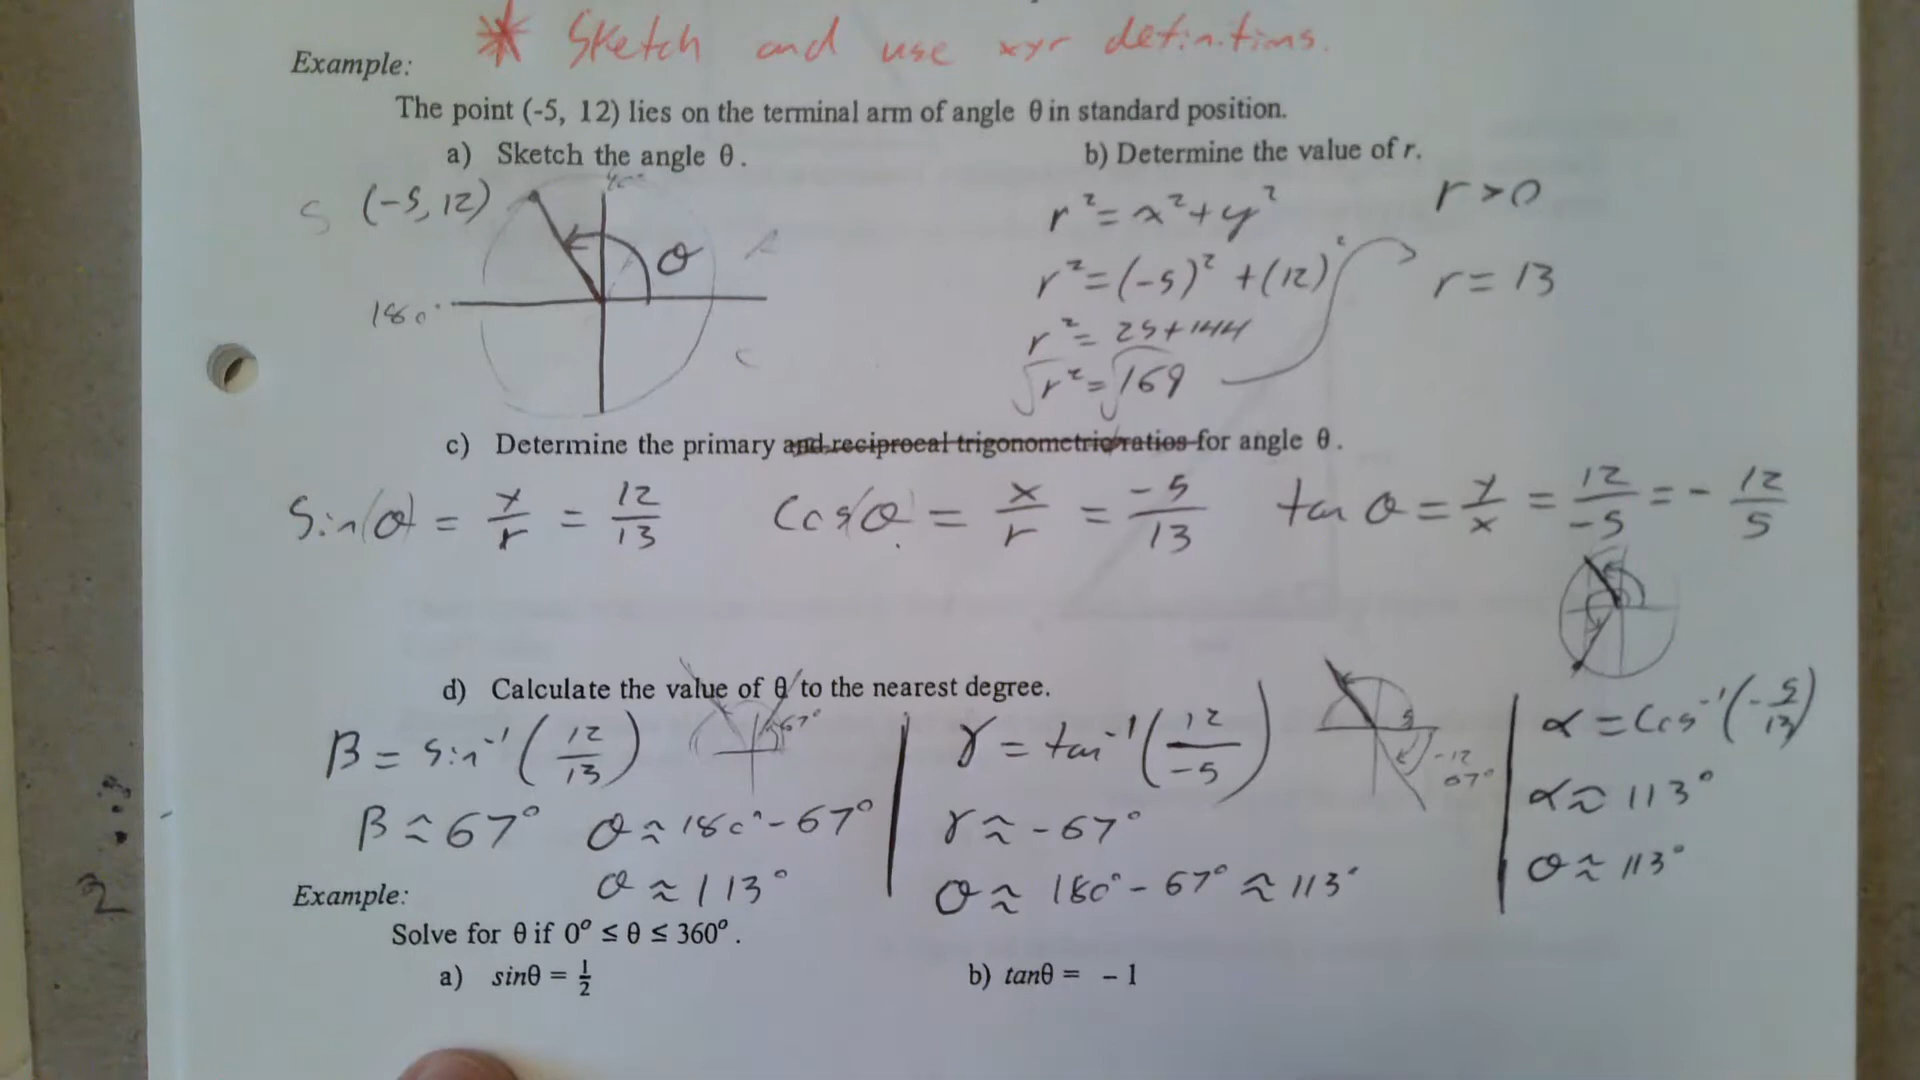 * Sketch and use xyr definitions.
Example:
The point (-5, 12) lies on the terminal arm of angle θ in standard position.
a) Sketch the angle θ.
b) Determine the value of r.
S (-5, 12)
θ
A
180°
C
r² = x² + y²
r > 0
r² = (-5)² + (12)²
r = 13
r² = 25 + 144
√r² = √169
c) Determine the primary and reciprocal trigonometric ratios for angle θ.
Sin(θ) = y/r = 12/13
Cos(θ) = x/r = -5/13
tan θ = y/x = 12/-5 = - 12/5
d) Calculate the value of θ to the nearest degree.
67°
5
-12
67°
β = sin⁻¹(12/13)
γ = tan⁻¹(12/-5)
α = Cos⁻¹(-5/13)
β ≈ 67° θ ≈ 180° - 67°
γ ≈ -67°
α ≈ 113°
θ ≈ 113°
θ ≈ 180° - 67° ≈ 113°
θ ≈ 113°
Example:
Solve for θ if 0° ≤ θ ≤ 360°.
a) sinθ = 1/2
b) tanθ = - 1
2